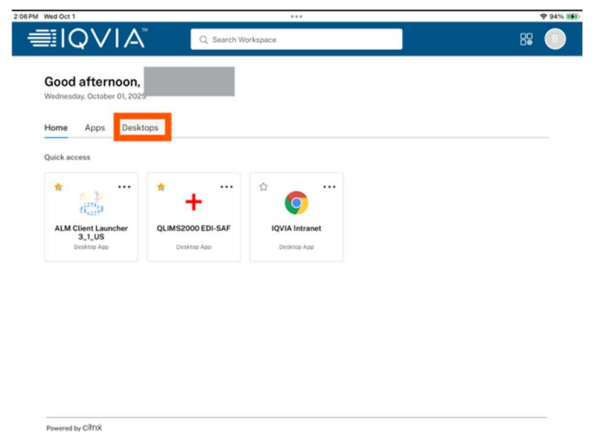 2:06 PM Wed Oct 1
94%
IQVIA™
Search Workspace
B
Good afternoon,
Wednesday, October 01, 2025
Home Apps Desktops
Quick access
ALM Client Launcher
3_1_US
Desktop App
QLIMS2000 EDI-SAF
Desktop App
IQVIA Intranet
Desktop App
Powered by citrix